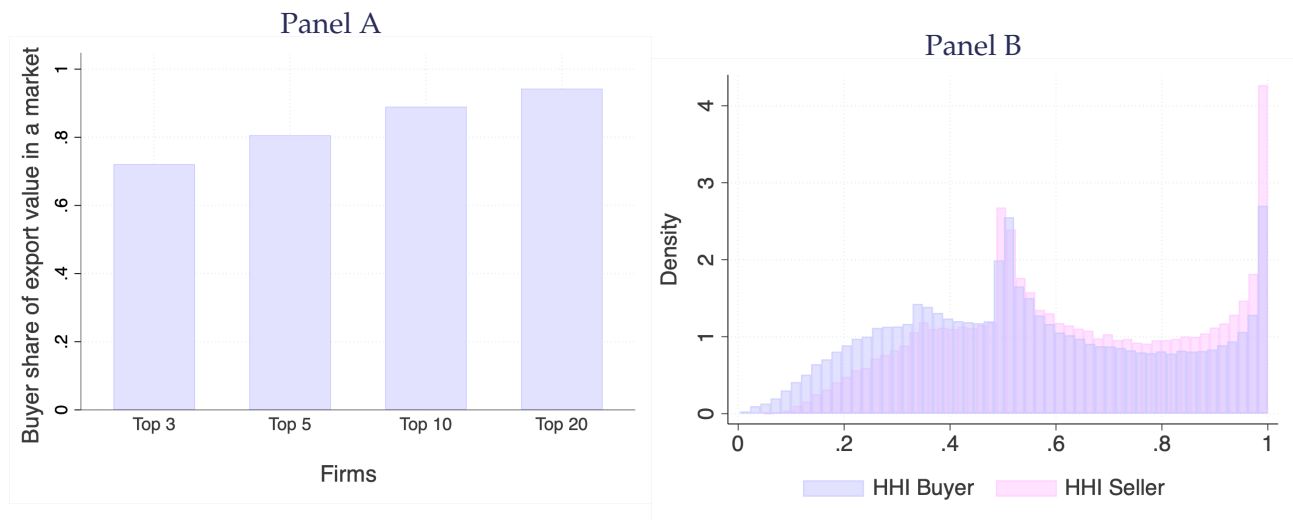 Panel A
Buyer share of export value in a market
1
.8
.6
.4
.2
0
Top 3 Top 5 Top 10 Top 20
Firms
Panel B
Density
4
3
2
1
0
0 .2 .4 .6 .8 1
HHI Buyer HHI Seller